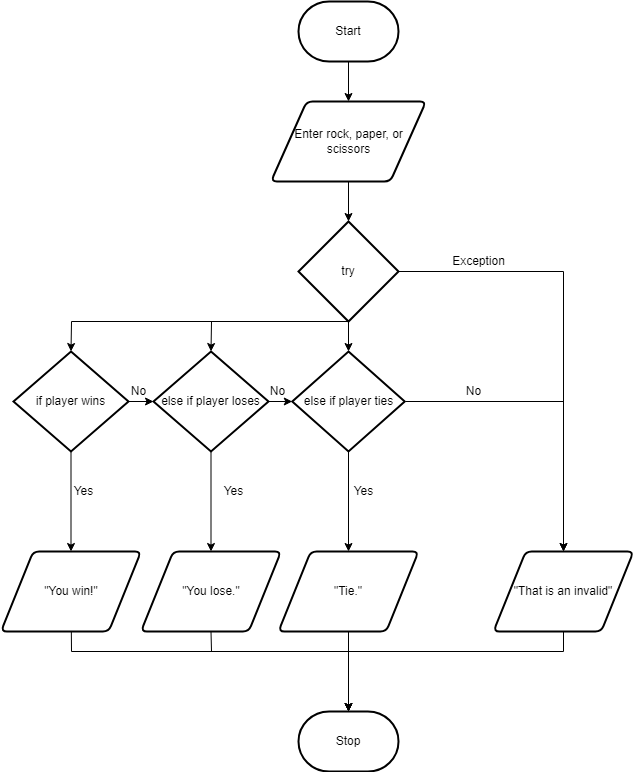 Start
Enter rock, paper, or
scissors
try
Exception
if player wins
No
else if player loses
No
else if player ties
No
Yes
Yes
Yes
"You win!"
"You lose."
"Tie."
"That is an invalid"
Stop